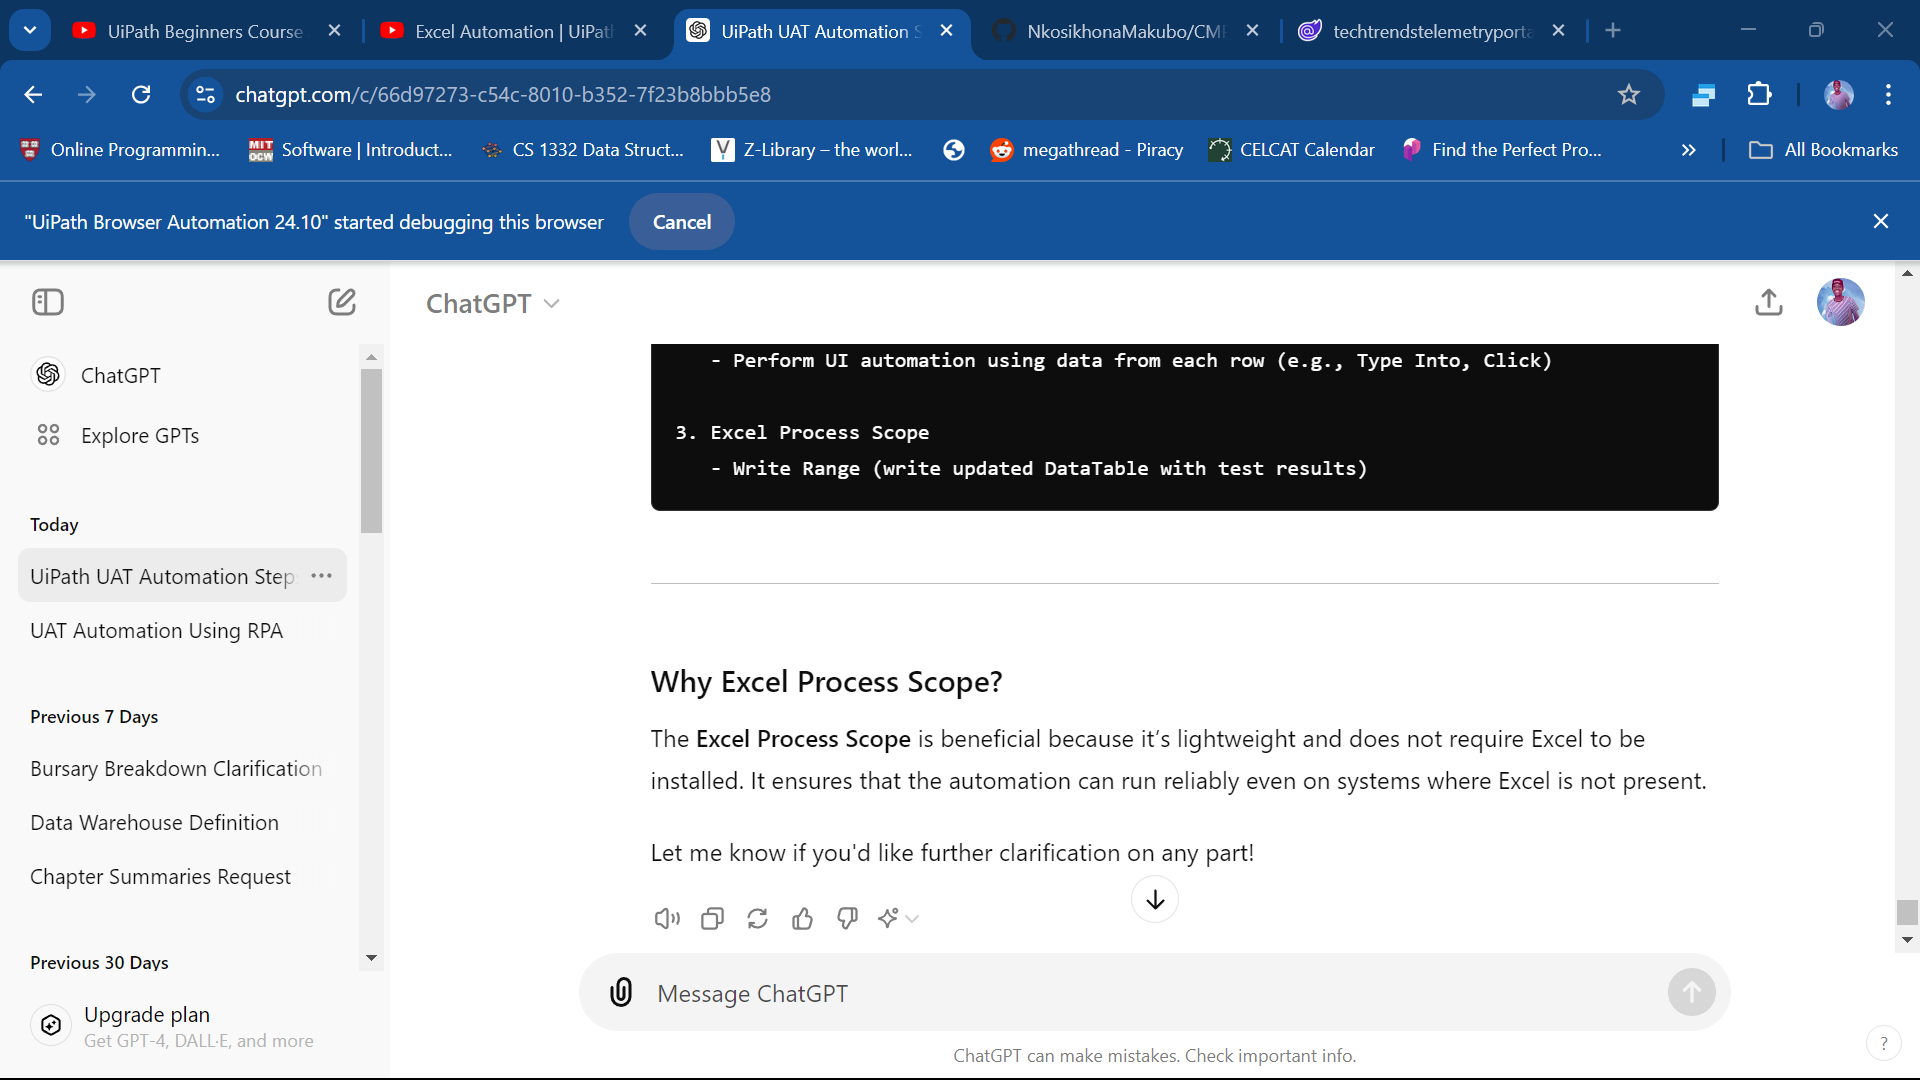 UiPath Beginners Course
Excel Automation | UiPat
UiPath UAT Automation S
NkosikhonaMakubo/CMF
techtrendstelemetryporta
chatgpt.com/c/66d97273-c54c-8010-b352-7f23b8bbb5e8
Online Programmin...
MIT OCW
Software | Introduct...
CS 1332 Data Struct...
Z-Library – the worl...
megathread - Piracy
CELCAT Calendar
Find the Perfect Pro...
All Bookmarks
"UiPath Browser Automation 24.10" started debugging this browser
Cancel
ChatGPT
Explore GPTs
Today
UiPath UAT Automation Step
UAT Automation Using RPA
Previous 7 Days
Bursary Breakdown Clarification
Data Warehouse Definition
Chapter Summaries Request
Previous 30 Days
Upgrade plan
Get GPT-4, DALL·E, and more
ChatGPT
- Perform UI automation using data from each row (e.g., Type Into, Click)
3. Excel Process Scope
- Write Range (write updated DataTable with test results)
Why Excel Process Scope?
The Excel Process Scope is beneficial because it’s lightweight and does not require Excel to be
installed. It ensures that the automation can run reliably even on systems where Excel is not present.
Let me know if you'd like further clarification on any part!
Message ChatGPT
ChatGPT can make mistakes. Check important info.
?